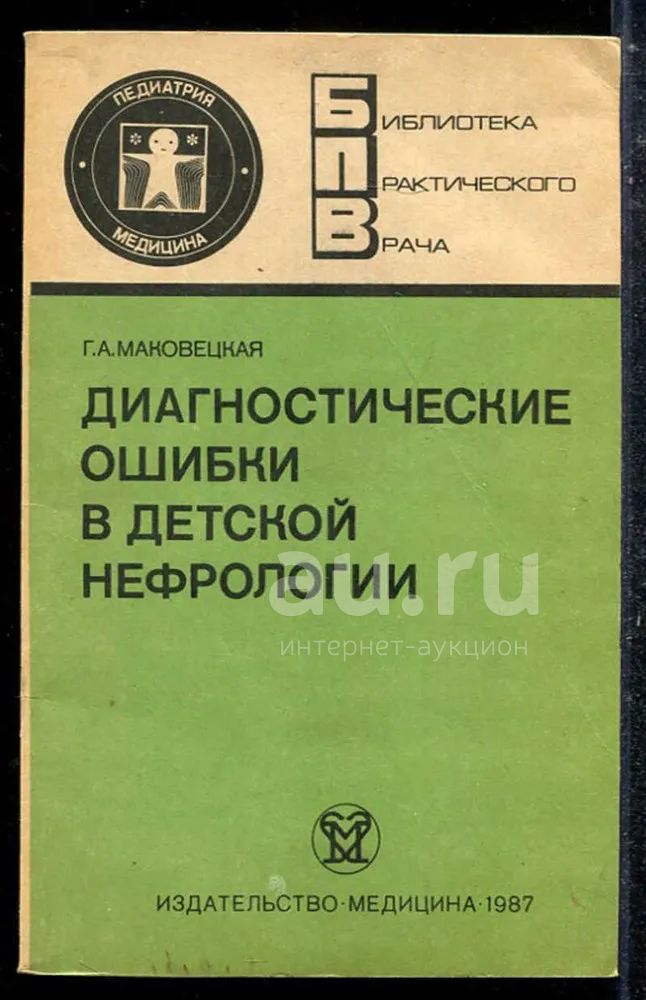 ПЕДИАТРИЯ
МЕДИЦИНА
БИБЛИОТЕКА
ПРАКТИЧЕСКОГО
ВРАЧА
Г.А.МАКОВЕЦКАЯ
ДИАГНОСТИЧЕСКИЕ
ОШИБКИ
В ДЕТСКОЙ
НЕФРОЛОГИИ
au.ru
интернет-аукцион
ИЗДАТЕЛЬСТВО·МЕДИЦИНА·1987